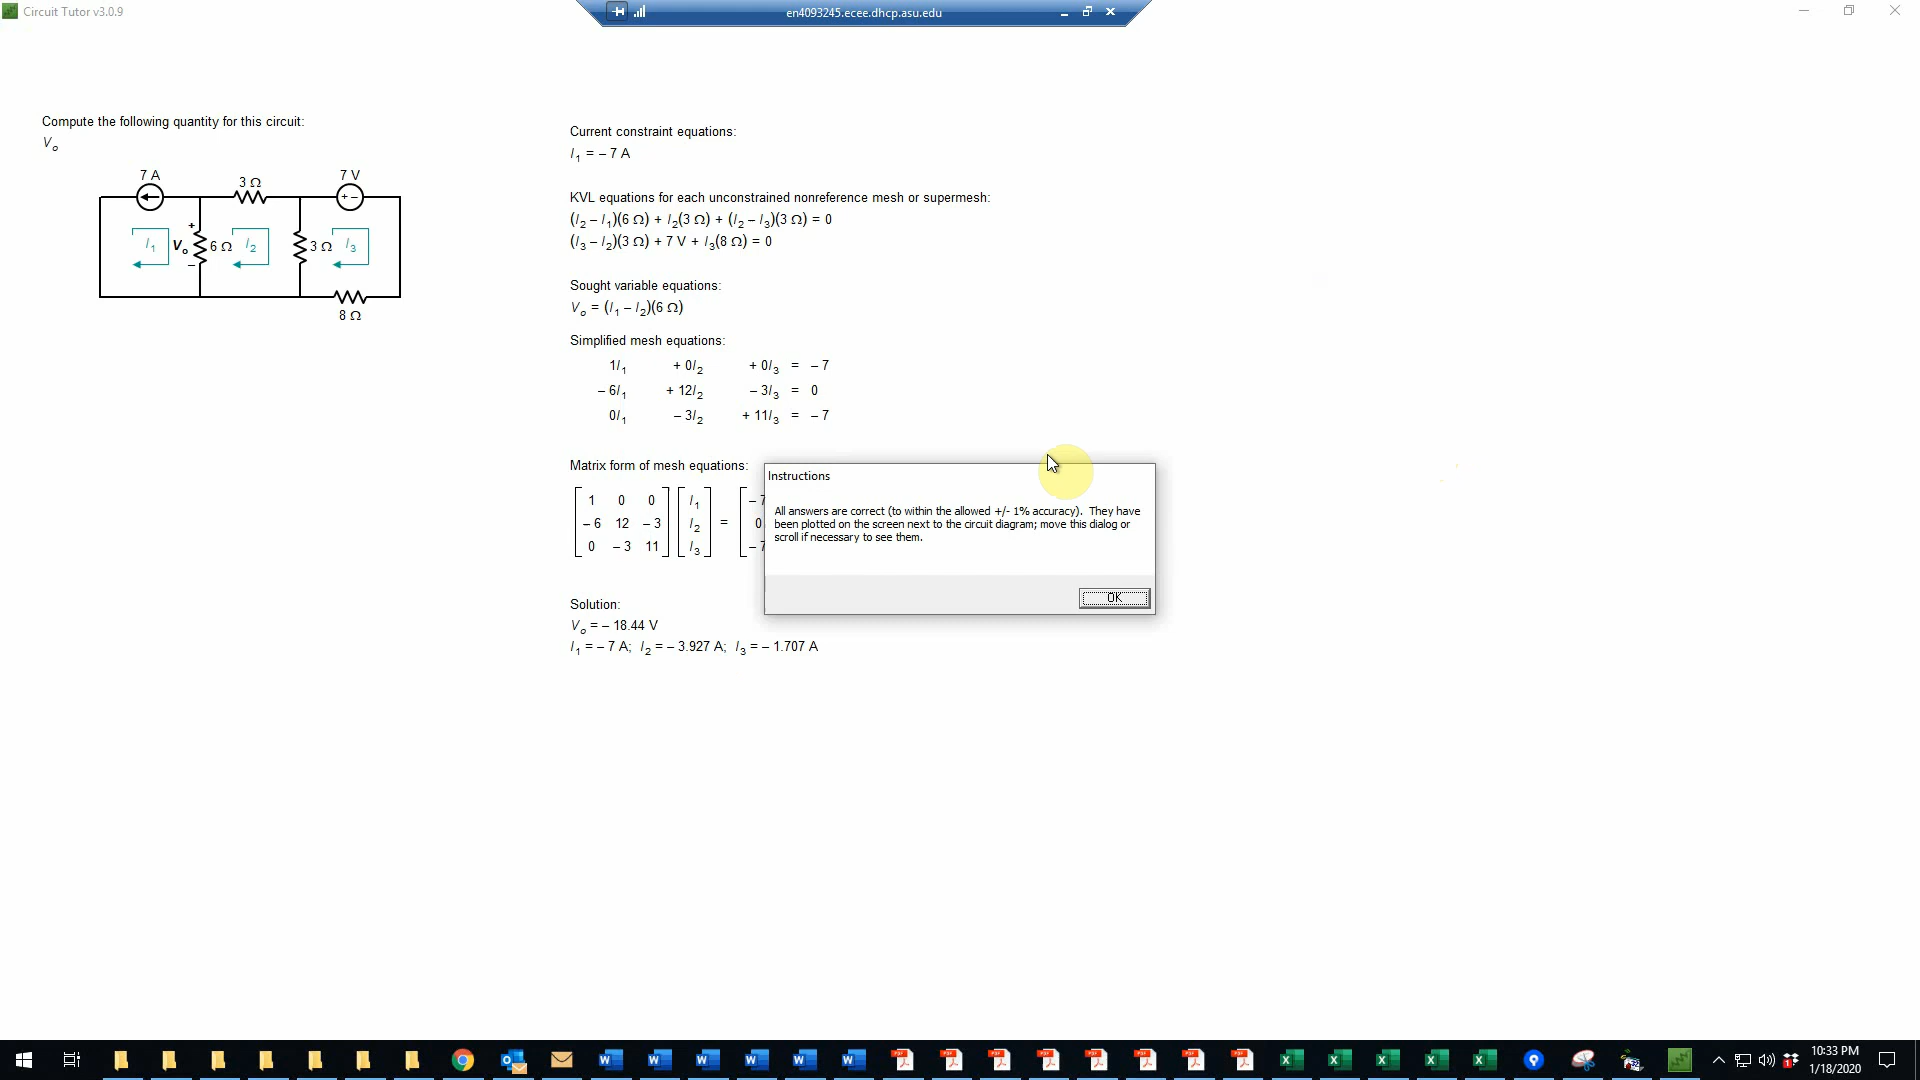 Circuit Tutor v3.0.9
en4093245.ecee.dhcp.asu.edu
Compute the following quantity for this circuit:
Vo
7 A
3 Ω
7 V
+ −
I1
+
Vo
−
6 Ω
I2
3 Ω
I3
8 Ω
Current constraint equations:
I1 = – 7 A
KVL equations for each unconstrained nonreference mesh or supermesh:
(I2 – I1)(6 Ω) + I2(3 Ω) + (I2 – I3)(3 Ω) = 0
(I3 – I2)(3 Ω) + 7 V + I3(8 Ω) = 0
Sought variable equations:
Vo = (I1 – I2)(6 Ω)
Simplified mesh equations:
1I1 + 0I2 + 0I3 = – 7
– 6I1 + 12I2 – 3I3 = 0
0I1 – 3I2 + 11I3 = – 7
Matrix form of mesh equations:
1 0 0 I1 – 7
– 6 12 – 3 I2 = 0
0 – 3 11 I3 – 7
Solution:
Vo = – 18.44 V
I1 = – 7 A; I2 = – 3.927 A; I3 = – 1.707 A
Instructions
All answers are correct (to within the allowed +/- 1% accuracy). They have
been plotted on the screen next to the circuit diagram; move this dialog or
scroll if necessary to see them.
OK
10:33 PM
1/18/2020